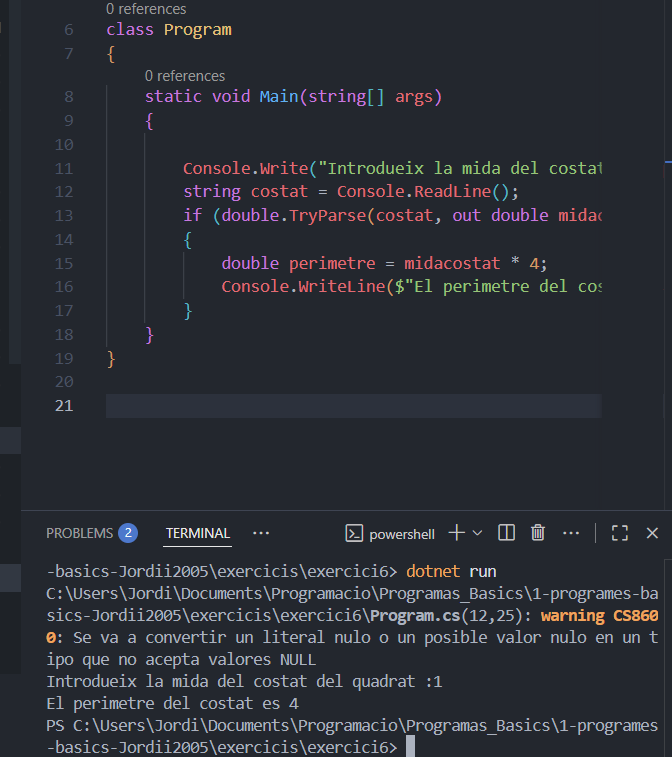 0 references
6 class Program
7 {
0 references
8 static void Main(string[] args)
9 {
10
11 Console.Write("Introdueix la mida del costat
12 string costat = Console.ReadLine();
13 if (double.TryParse(costat, out double midac
14 {
15 double perimetre = midacostat * 4;
16 Console.WriteLine($"El perimetre del cos
17 }
18 }
19 }
20
21
PROBLEMS 2 TERMINAL ··· powershell ···
-basics-Jordii2005\exercicis\exercici6> dotnet run
C:\Users\Jordi\Documents\Programacio\Programas_Basics\1-programes-ba
sics-Jordii2005\exercicis\exercici6\Program.cs(12,25): warning CS860
0: Se va a convertir un literal nulo o un posible valor nulo en un t
ipo que no acepta valores NULL
Introdueix la mida del costat del quadrat :1
El perimetre del costat es 4
PS C:\Users\Jordi\Documents\Programacio\Programas_Basics\1-programes
-basics-Jordii2005\exercicis\exercici6>